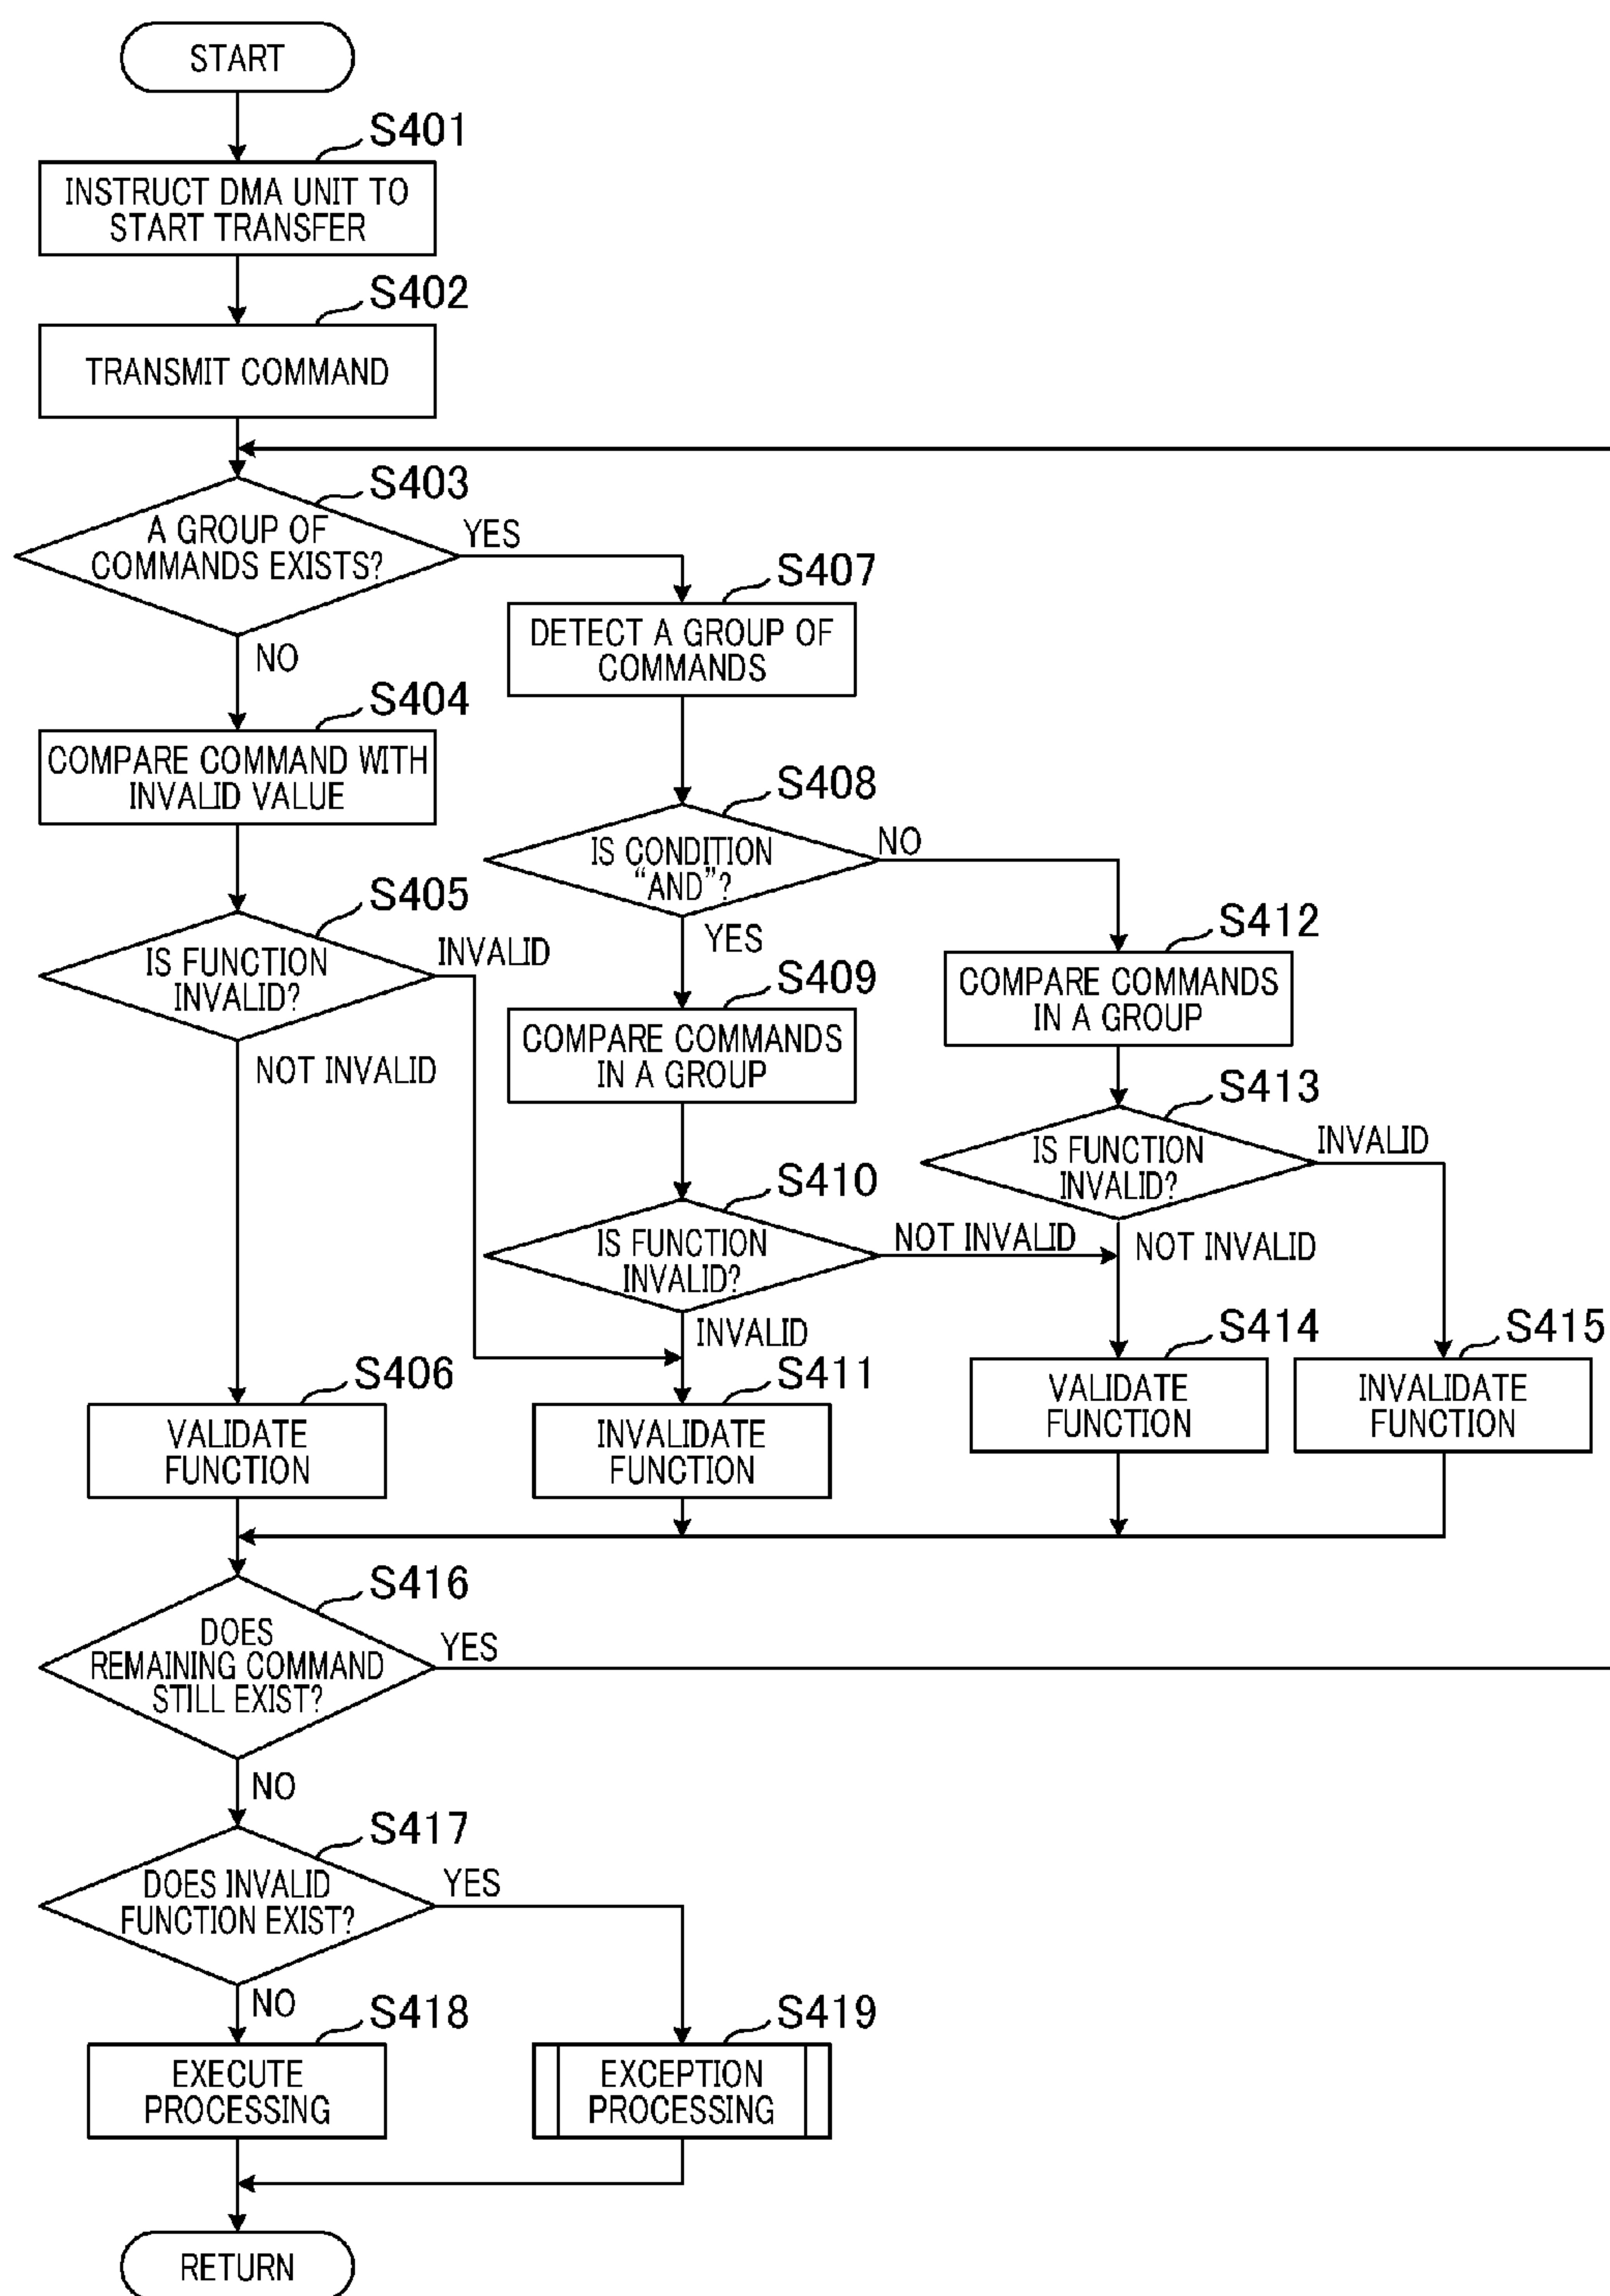 START
S401
INSTRUCT DMA UNIT TO
START TRANSFER
S402
TRANSMIT COMMAND
S403
A GROUP OF
COMMANDS EXISTS?
YES
NO
S407
DETECT A GROUP OF
COMMANDS
S404
COMPARE COMMAND WITH
INVALID VALUE
S408
IS CONDITION
“AND”?
NO
YES
S405
IS FUNCTION
INVALID?
INVALID
NOT INVALID
S409
COMPARE COMMANDS
IN A GROUP
S412
COMPARE COMMANDS
IN A GROUP
S413
IS FUNCTION
INVALID?
INVALID
NOT INVALID
S410
IS FUNCTION
INVALID?
NOT INVALID
INVALID
S406
VALIDATE
FUNCTION
S411
INVALIDATE
FUNCTION
S414
VALIDATE
FUNCTION
S415
INVALIDATE
FUNCTION
S416
DOES
REMAINING COMMAND
STILL EXIST?
YES
NO
S417
DOES INVALID
FUNCTION EXIST?
YES
NO
S418
EXECUTE
PROCESSING
S419
EXCEPTION
PROCESSING
RETURN